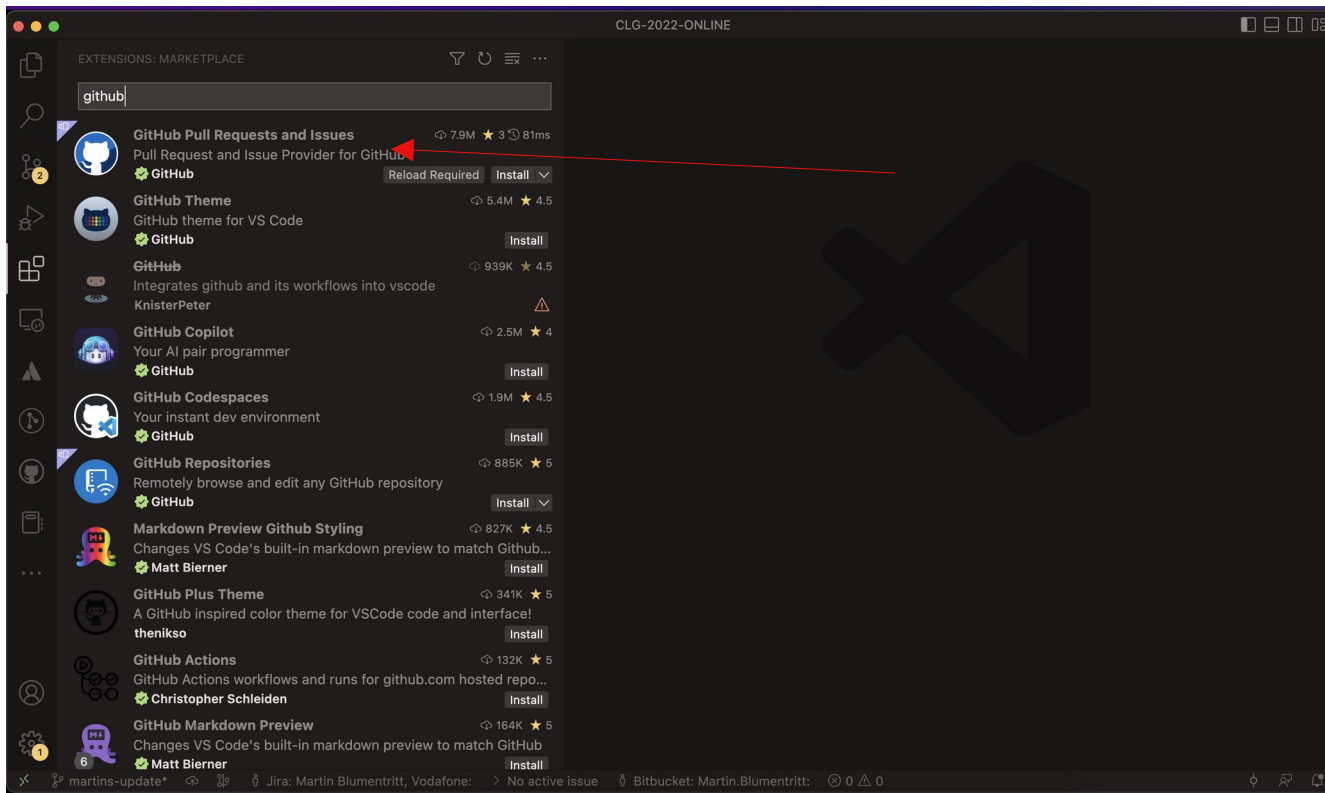 CLG-2022-ONLINE
EXTENSIONS: MARKETPLACE
github
GitHub Pull Requests and Issues 7.9M 3 81ms
Pull Request and Issue Provider for GitHub
GitHub Reload Required Install
GitHub Theme 5.4M 4.5
GitHub theme for VS Code
GitHub Install
GitHub 939K 4.5
Integrates github and its workflows into vscode
KnisterPeter
GitHub Copilot 2.5M 4
Your AI pair programmer
GitHub Install
GitHub Codespaces 1.9M 4.5
Your instant dev environment
GitHub Install
GitHub Repositories 885K 5
Remotely browse and edit any GitHub repository
GitHub Install
Markdown Preview Github Styling 827K 4.5
Changes VS Code's built-in markdown preview to match Github...
Matt Bierner Install
GitHub Plus Theme 341K 5
A GitHub inspired color theme for VSCode code and interface!
thenikso Install
GitHub Actions 132K 5
GitHub Actions workflows and runs for github.com hosted repo...
Christopher Schleiden Install
GitHub Markdown Preview 164K 5
Changes VS Code's built-in markdown preview to match GitHub
Matt Bierner Install
2
1
6
M↓
M↓
martins-update* Jira: Martin Blumentritt, Vodafone: No active issue Bitbucket: Martin.Blumentritt: 0 0